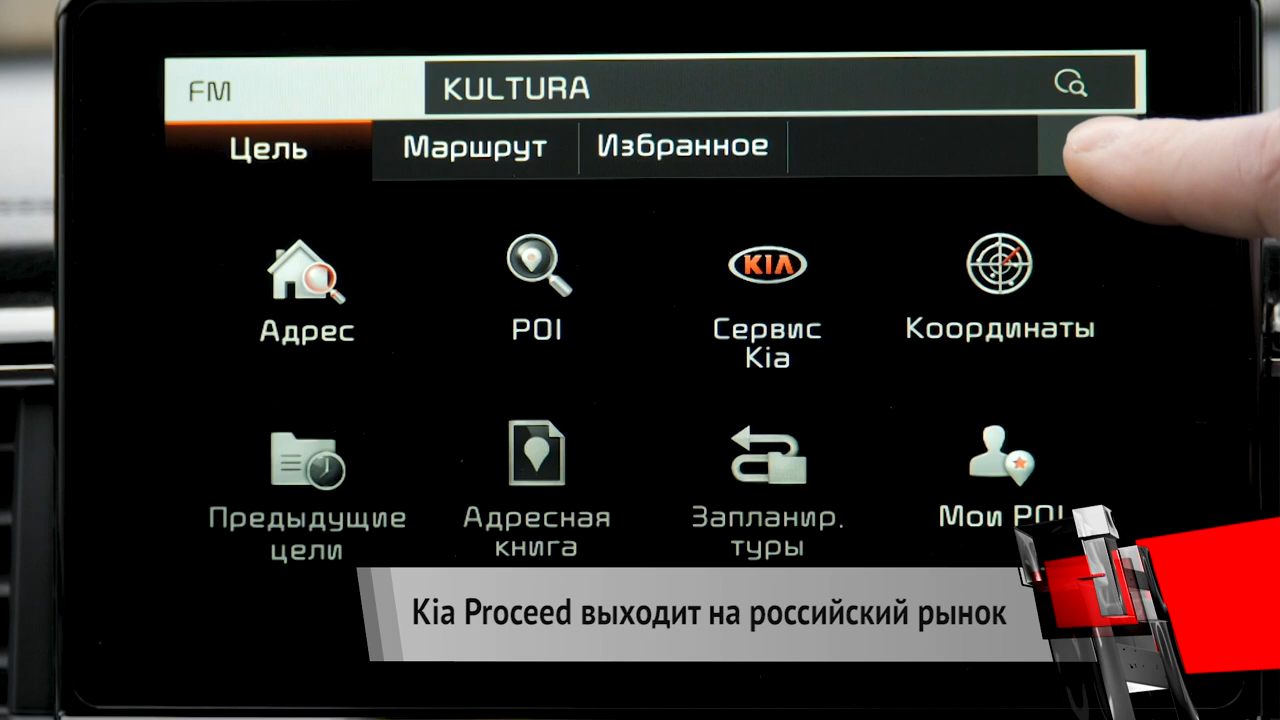 FM KULTURA
Цель Маршрут Избранное
KIA
Адрес POI Сервис Координаты
Kia
Предыдущие Адресная Запланир. Мои POI
цели книга туры
Kia Proceed выходит на российский рынок